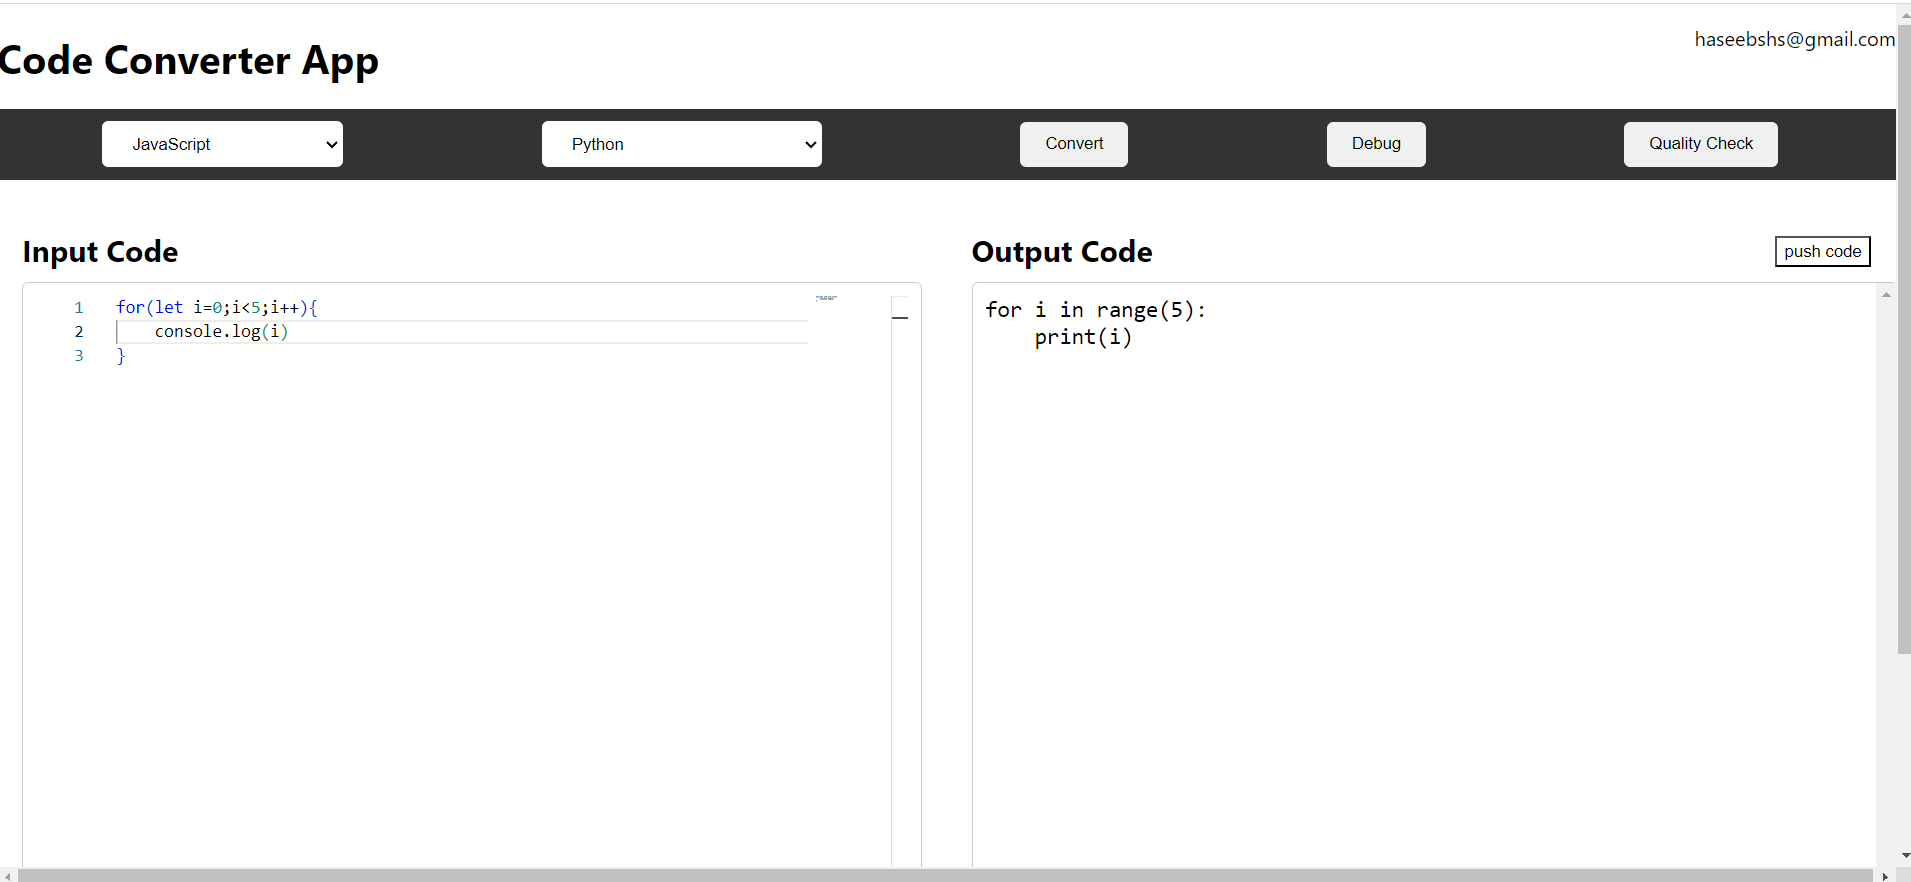 haseebshs@gmail.com
Code Converter App
JavaScript Python Convert Debug Quality Check
Input Code
1 for(let i=0;i<5;i++){
2     console.log(i)
3 }
Output Code
push code
for i in range(5):
    print(i)